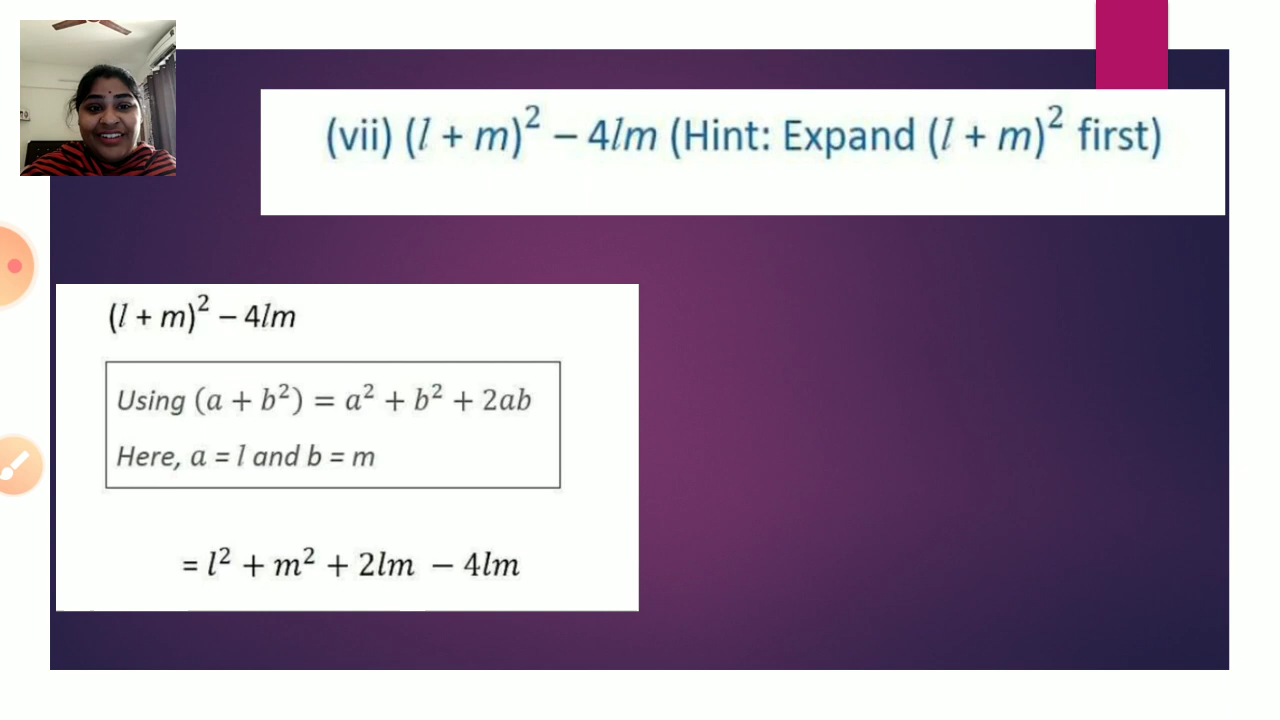 (vii) (l + m)² – 4lm (Hint: Expand (l + m)² first)
(l + m)² – 4lm
Using (a + b²) = a² + b² + 2ab
Here, a = l and b = m
= l² + m² + 2lm − 4lm